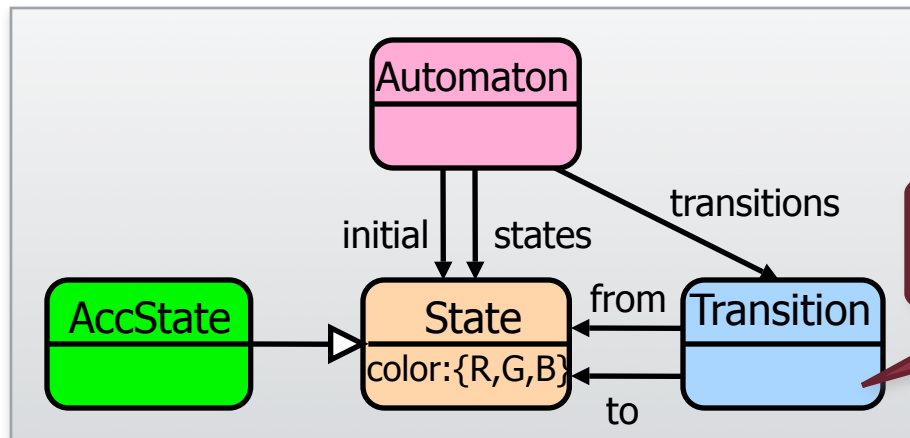 Automaton
transitions
initial
states
AccState
State
color:{R,G,B}
from
to
Transition